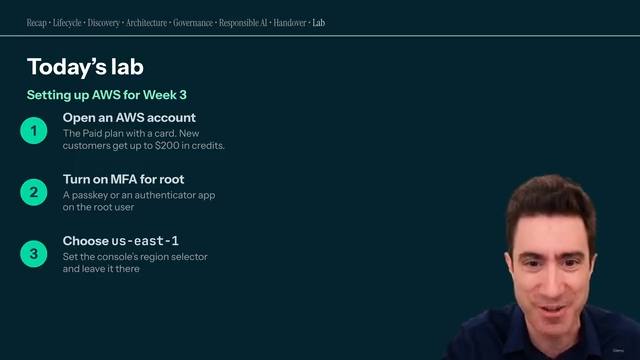 Recap • Lifecycle • Discovery • Architecture • Governance • Responsible AI • Handover • Lab
Today's lab
Setting up AWS for Week 3
1
Open an AWS account
The Paid plan with a card. New
customers get up to $200 in credits.
2
Turn on MFA for root
A passkey or an authenticator app
on the root user
3
Choose us-east-1
Set the console's region selector
and leave it there